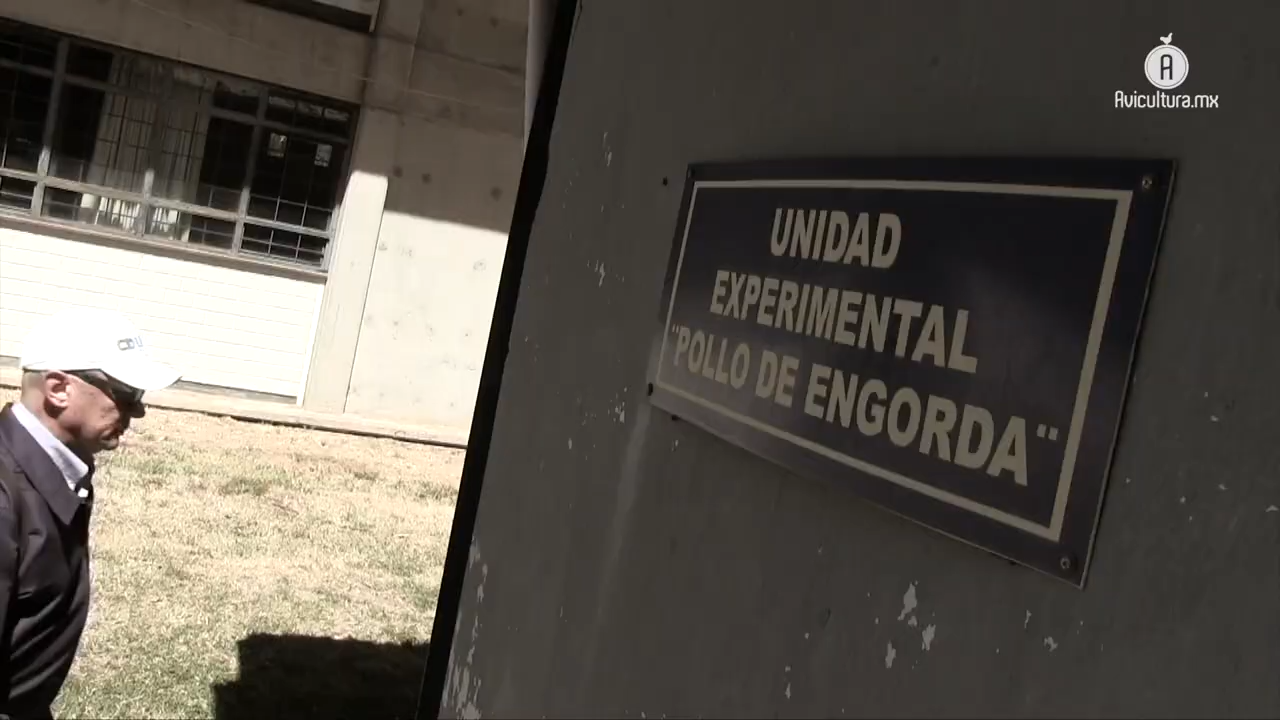 A
Avicultura.mx
UNIDAD
EXPERIMENTAL
¨POLLO DE ENGORDA¨